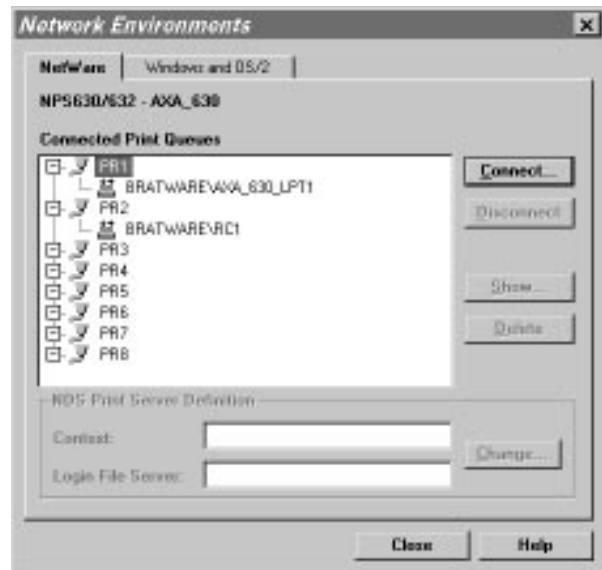 Network Environments
NetWare
Windows and OS/2
NPS630/632 - AXA_630
Connected Print Queues
PR1
BRATWARE\AXA_630_LPT1
PR2
BRATWARE\RC1
PR3
PR4
PR5
PR6
PR7
PR8
Connect...
Disconnect
Show...
Delete
NDS Print Server Definition
Context:
Login File Server:
Change...
Close
Help